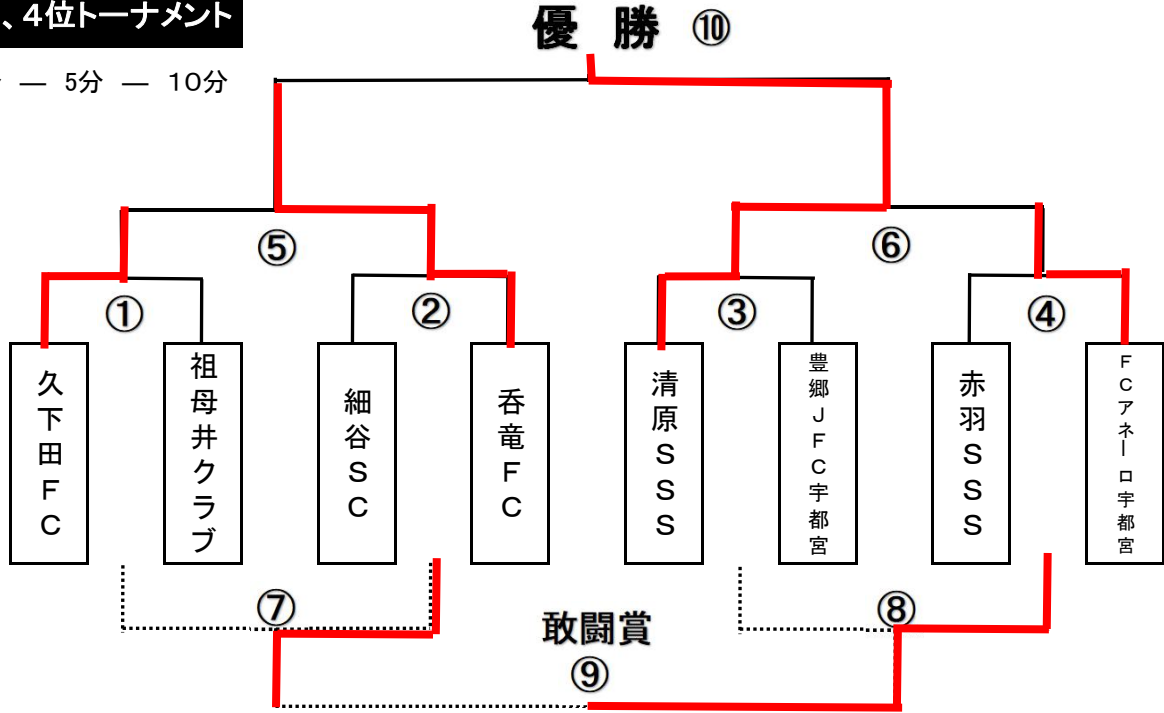 、4位トーナメント
優 勝 ⑩
― 5分 ― 10分
⑤
⑥
①
②
③
④
久下田FC
祖母井クラブ
細谷SC
呑竜FC
清原SSS
豊郷JFC宇都宮
赤羽SSS
FCアネーロ宇都宮
⑦
⑧
敢闘賞
⑨